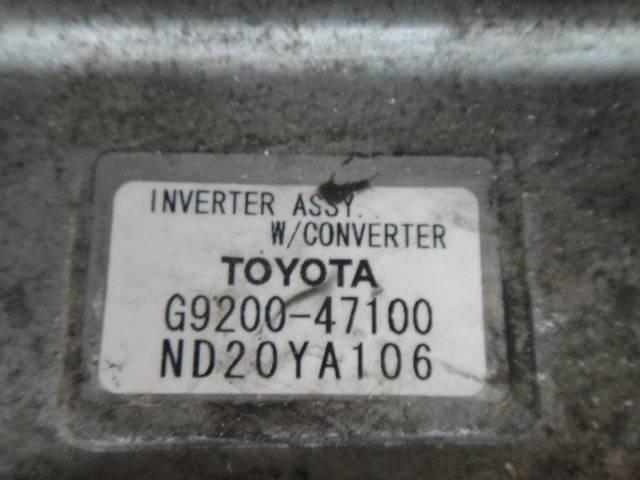 INVERTER ASSY.
W/CONVERTER
TOYOTA
G9200-47100
ND20YA106